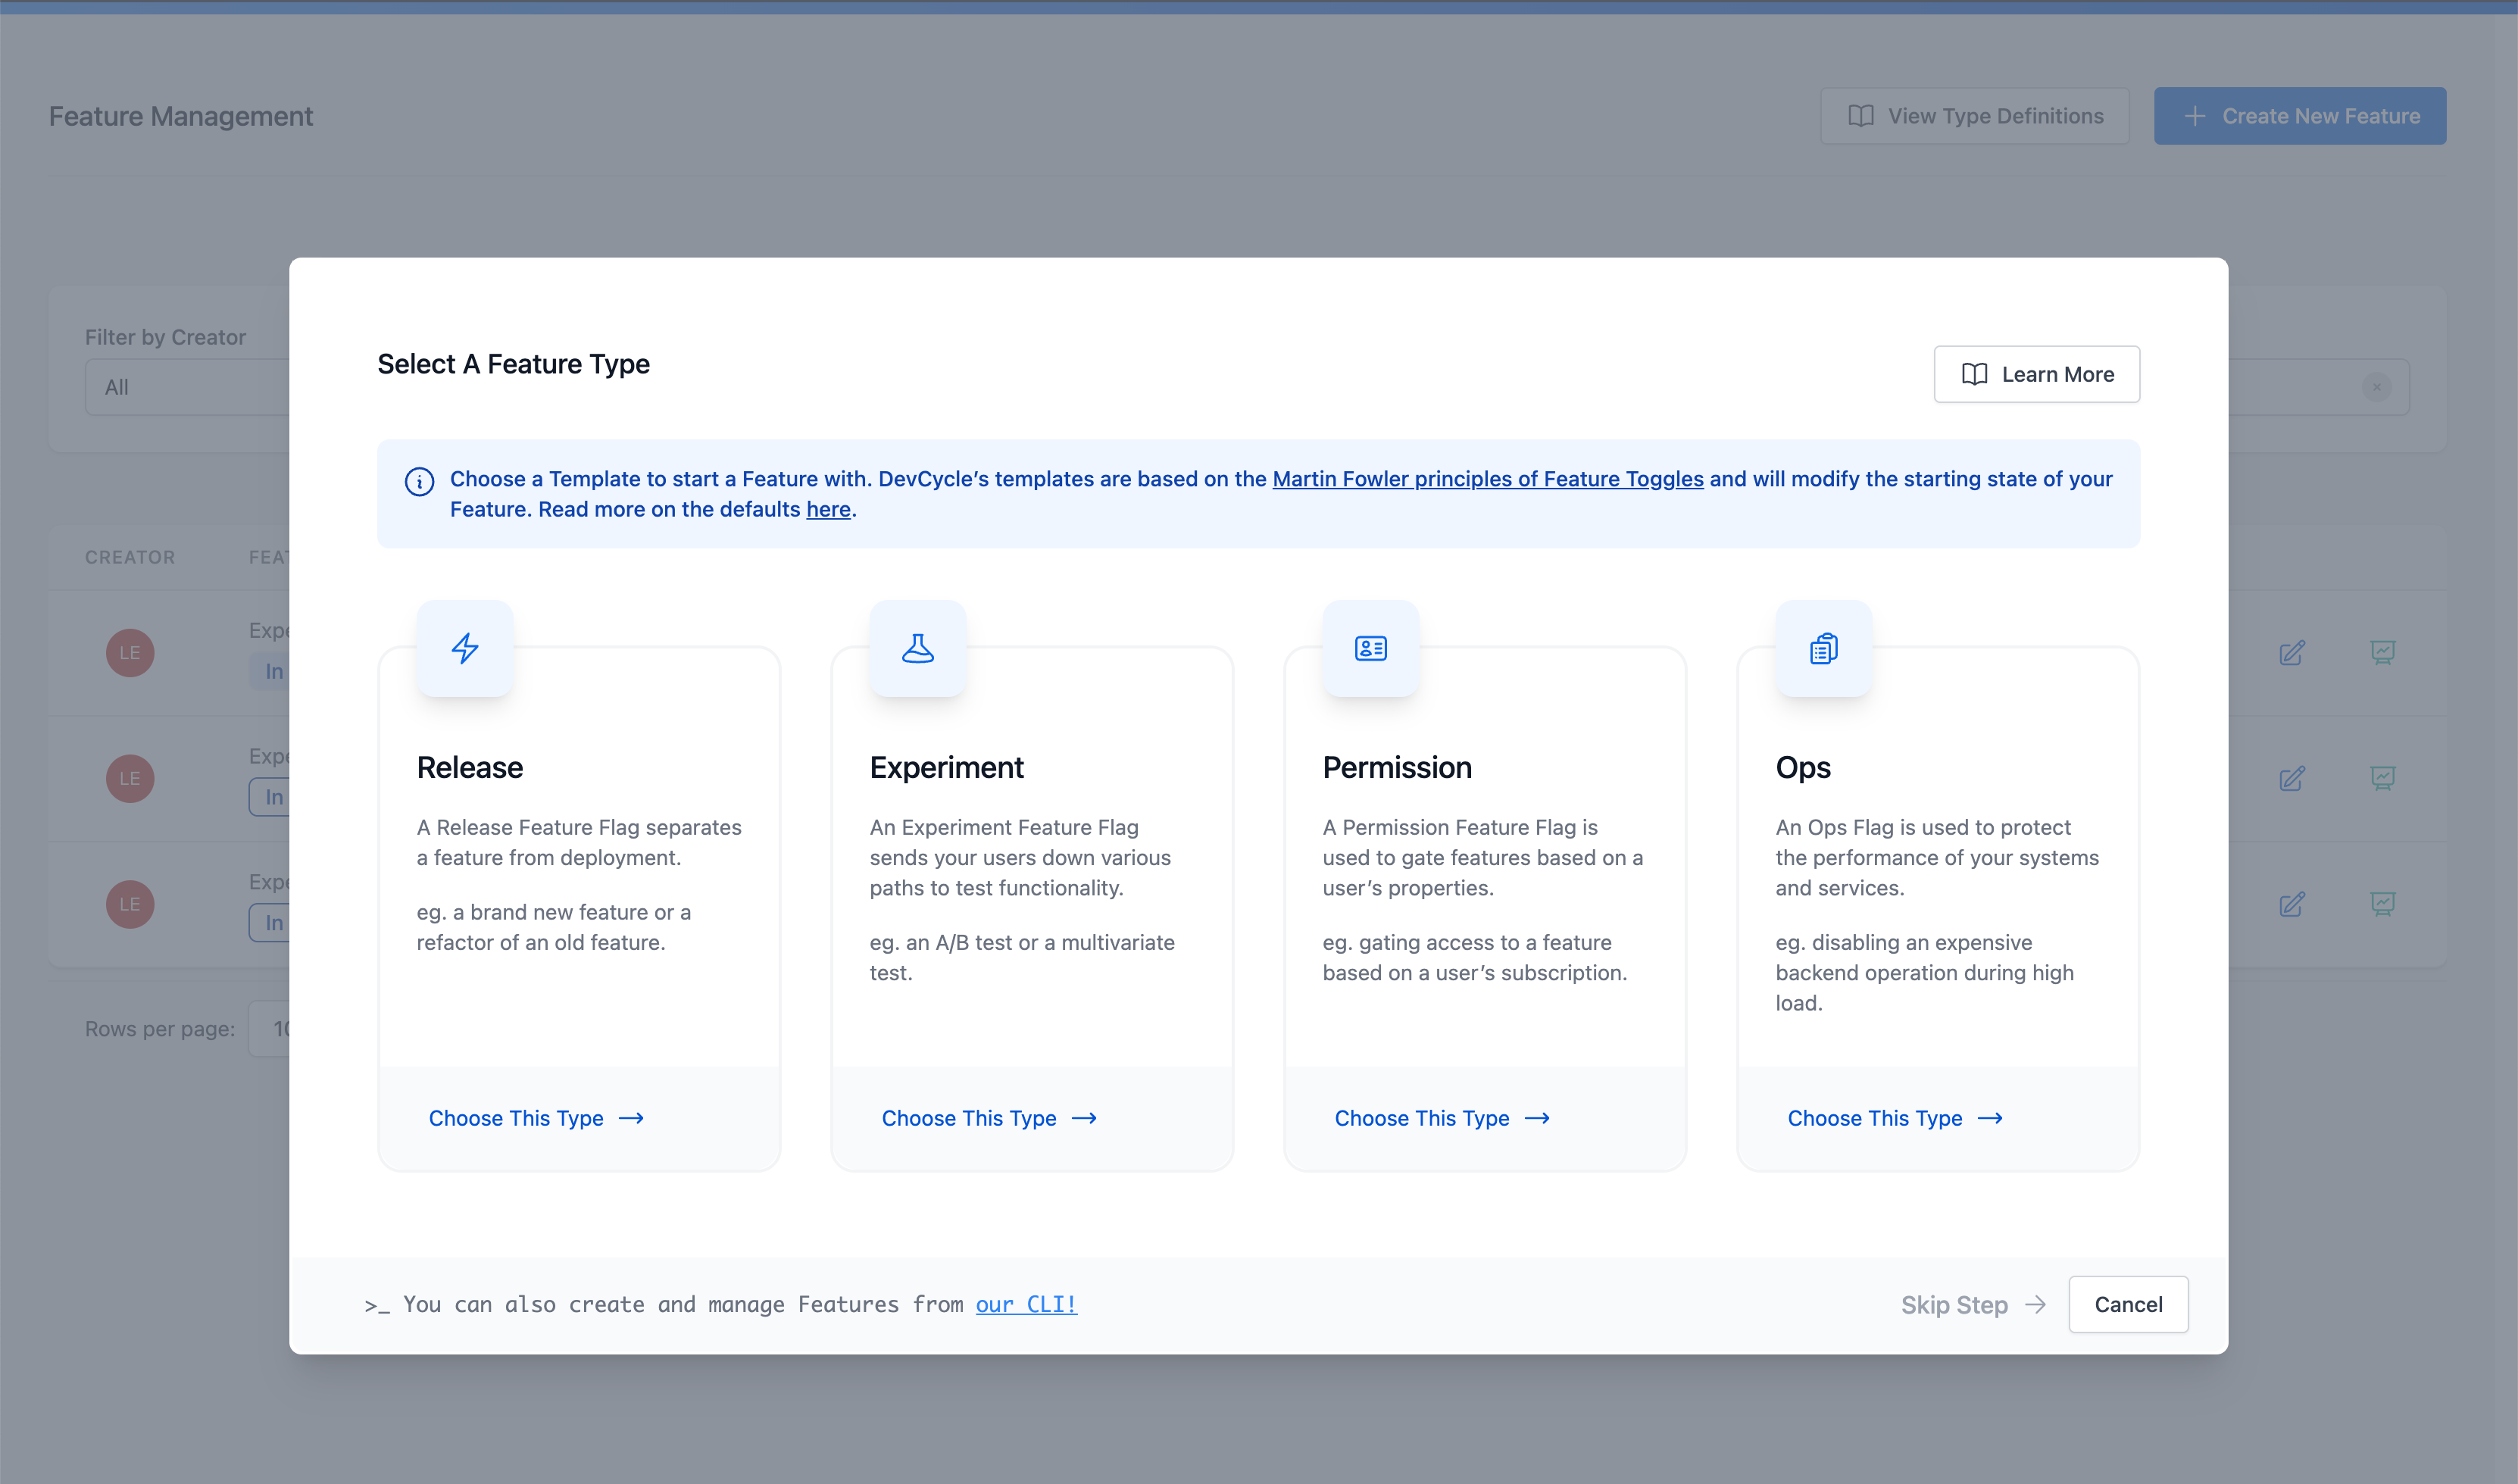 Feature Management
View Type Definitions
Create New Feature
Filter by Creator
All
Select A Feature Type
Learn More
Choose a Template to start a Feature with. DevCycle’s templates are based on the Martin Fowler principles of Feature Toggles and will modify the starting state of your
Feature. Read more on the defaults here.
CREATOR
LE
In
LE
In
LE
In
Release
A Release Feature Flag separates
a feature from deployment.
eg. a brand new feature or a
refactor of an old feature.
Choose This Type
Experiment
An Experiment Feature Flag
sends your users down various
paths to test functionality.
eg. an A/B test or a multivariate
test.
Choose This Type
Permission
A Permission Feature Flag is
used to gate features based on a
user’s properties.
eg. gating access to a feature
based on a user’s subscription.
Choose This Type
Ops
An Ops Flag is used to protect
the performance of your systems
and services.
eg. disabling an expensive
backend operation during high
load.
Choose This Type
Rows per page: 10
>_ You can also create and manage Features from our CLI!
Skip Step
Cancel